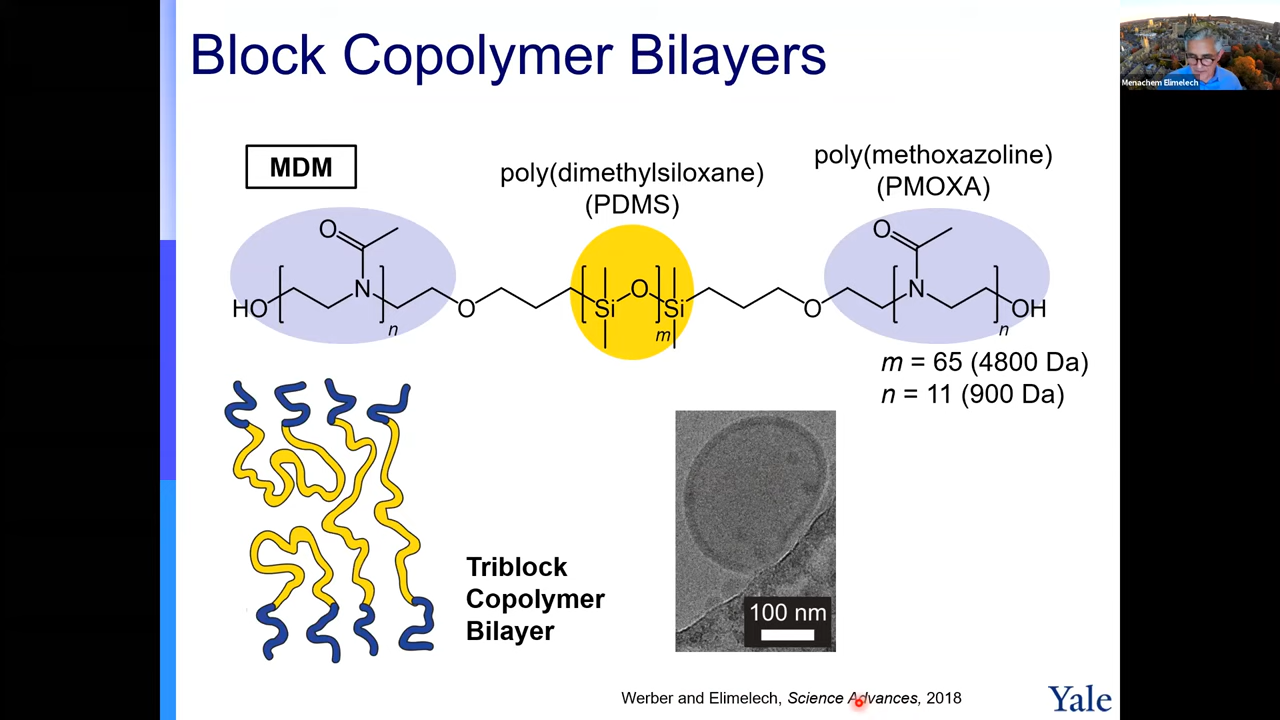 Block Copolymer Bilayers
Menachem Elimelech
MDM
poly(dimethylsiloxane)
(PDMS)
poly(methoxazoline)
(PMOXA)
O
O
HO
N
n
O
Si
O
Si
m
O
N
n
OH
m = 65 (4800 Da)
n = 11 (900 Da)
Triblock
Copolymer
Bilayer
100 nm
Werber and Elimelech, Science Advances, 2018
Yale